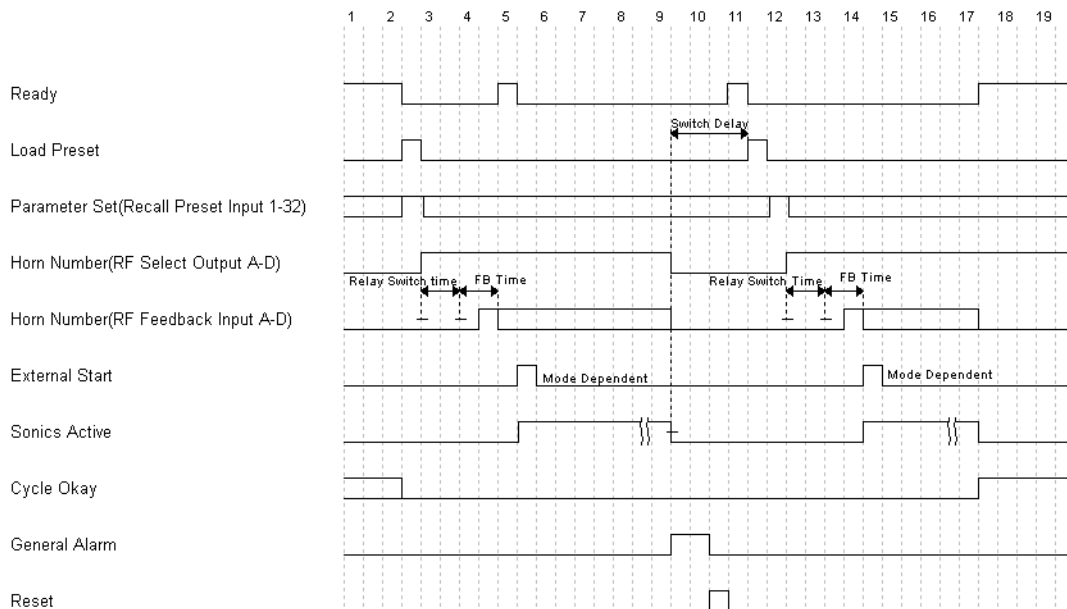 1 2 3 4 5 6 7 8 9 10 11 12 13 14 15 16 17 18 19
Ready
Switch Delay
Load Preset
Parameter Set(Recall Preset Input 1-32)
Horn Number(RF Select Output A-D)
Relay Switch time FB Time Relay Switch Time FB Time
Horn Number(RF Feedback Input A-D)
External Start
Mode Dependent Mode Dependent
Sonics Active
Cycle Okay
General Alarm
Reset